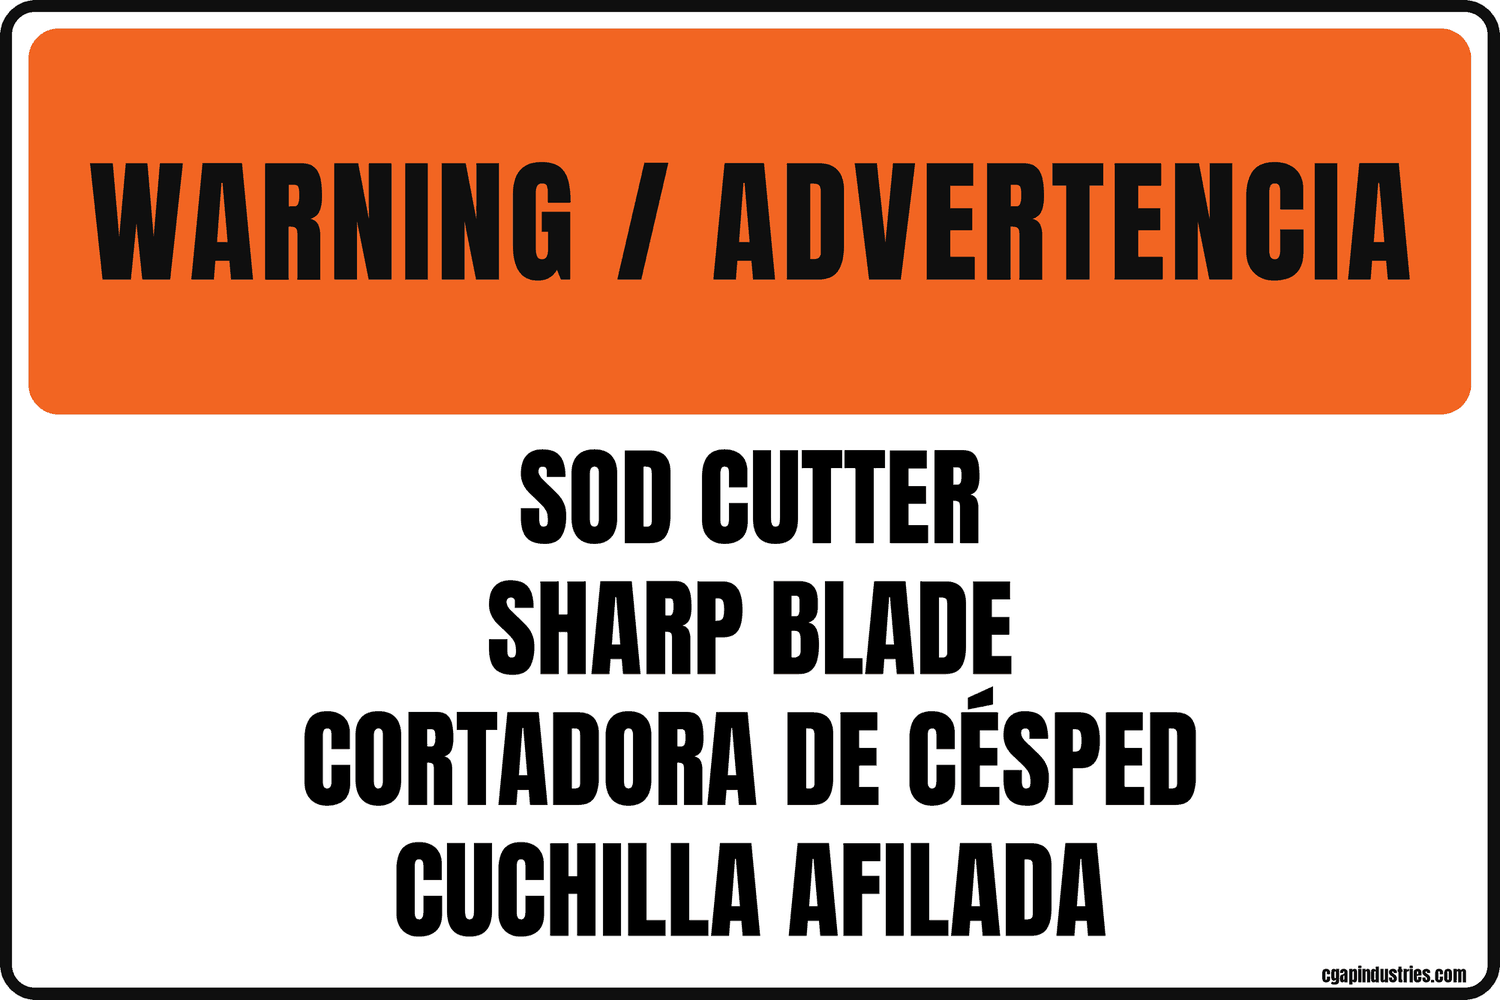 WARNING / ADVERTENCIA
SOD CUTTER
SHARP BLADE
CORTADORA DE CÉSPED
CUCHILLA AFILADA
cgapindustries.com